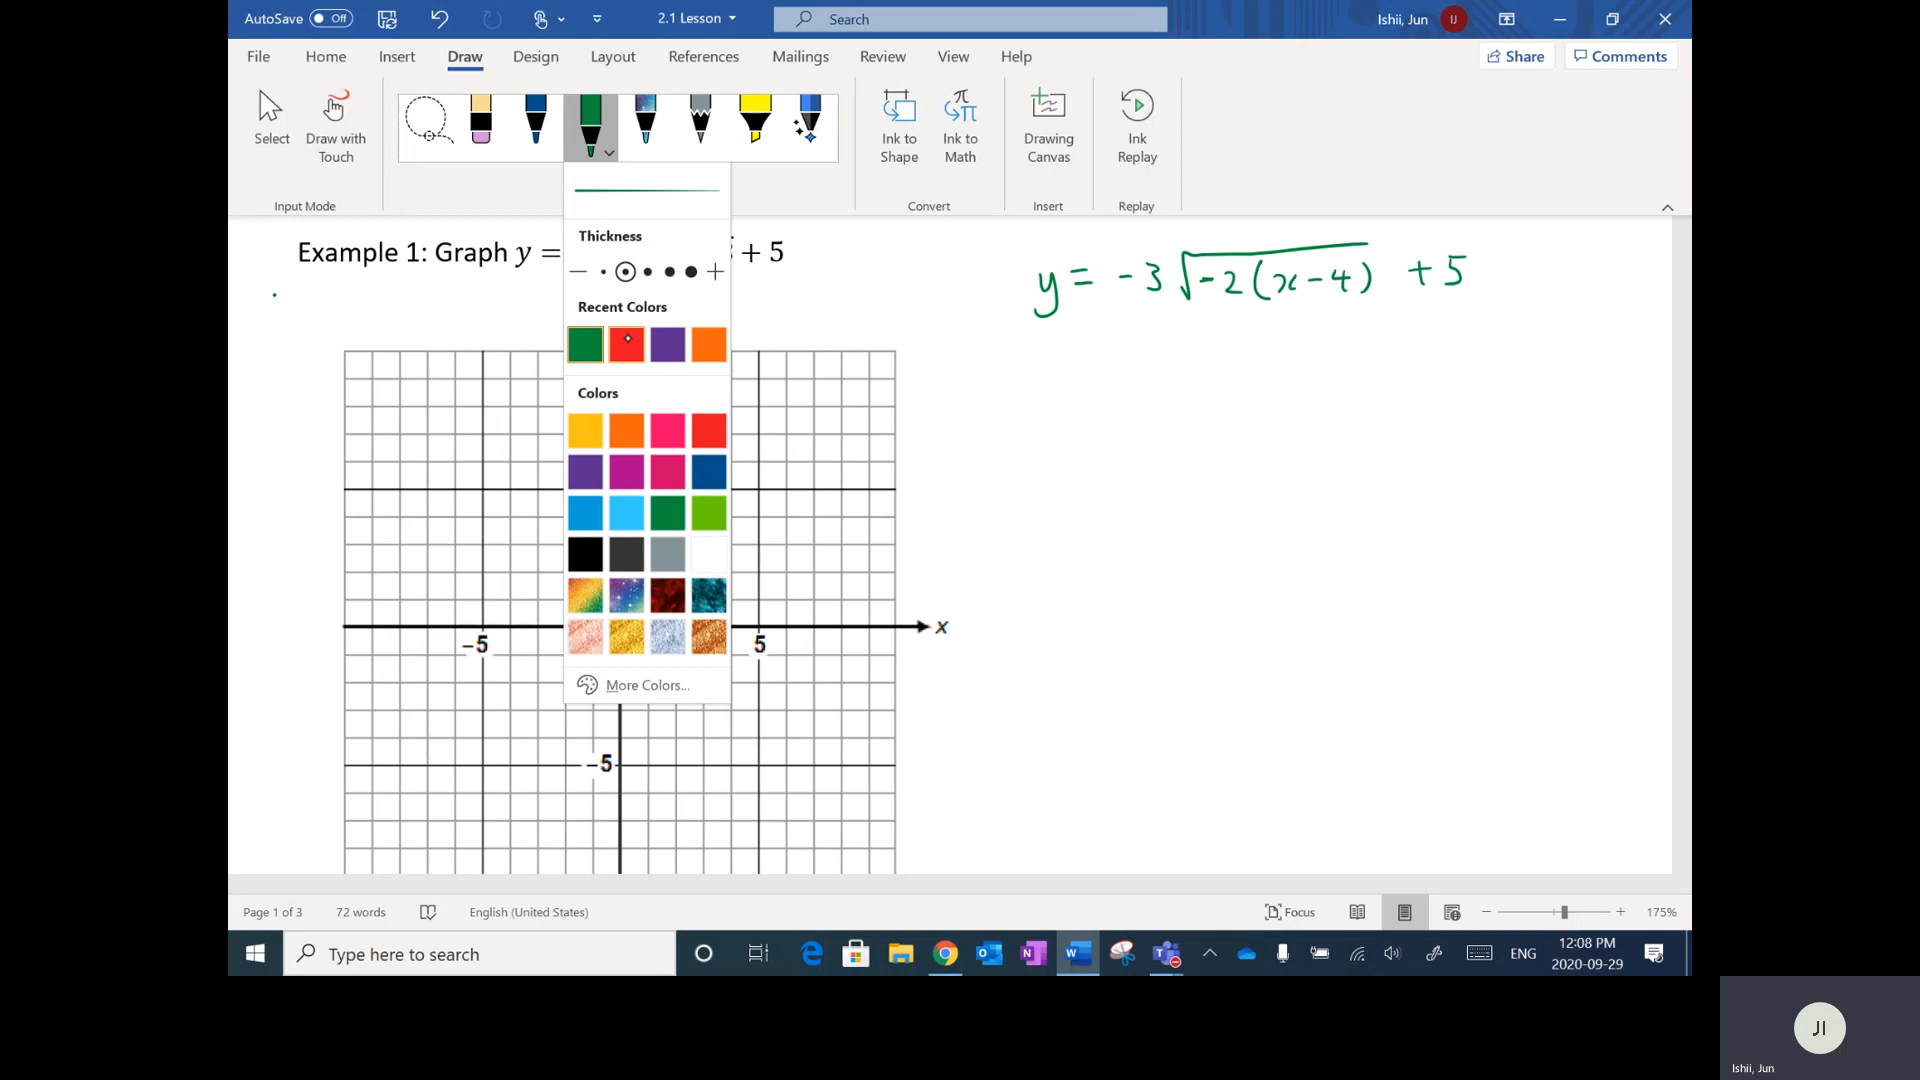 AutoSave Off 2.1 Lesson Search Ishii, Jun IJ
File Home Insert Draw Design Layout References Mailings Review View Help Share Comments
Select
Draw with
Touch
Ink to
Shape
Ink to
Math
Drawing
Canvas
Ink
Replay
Input Mode Convert Insert Replay
Thickness
Recent Colors
Colors
More Colors...
Example 1: Graph y = + 5
y = -3√-2(x-4) + 5
x
-5 5
-5
Page 1 of 3 72 words English (United States) Focus 175%
Type here to search ENG
12:08 PM
2020-09-29
JI
Ishii, Jun